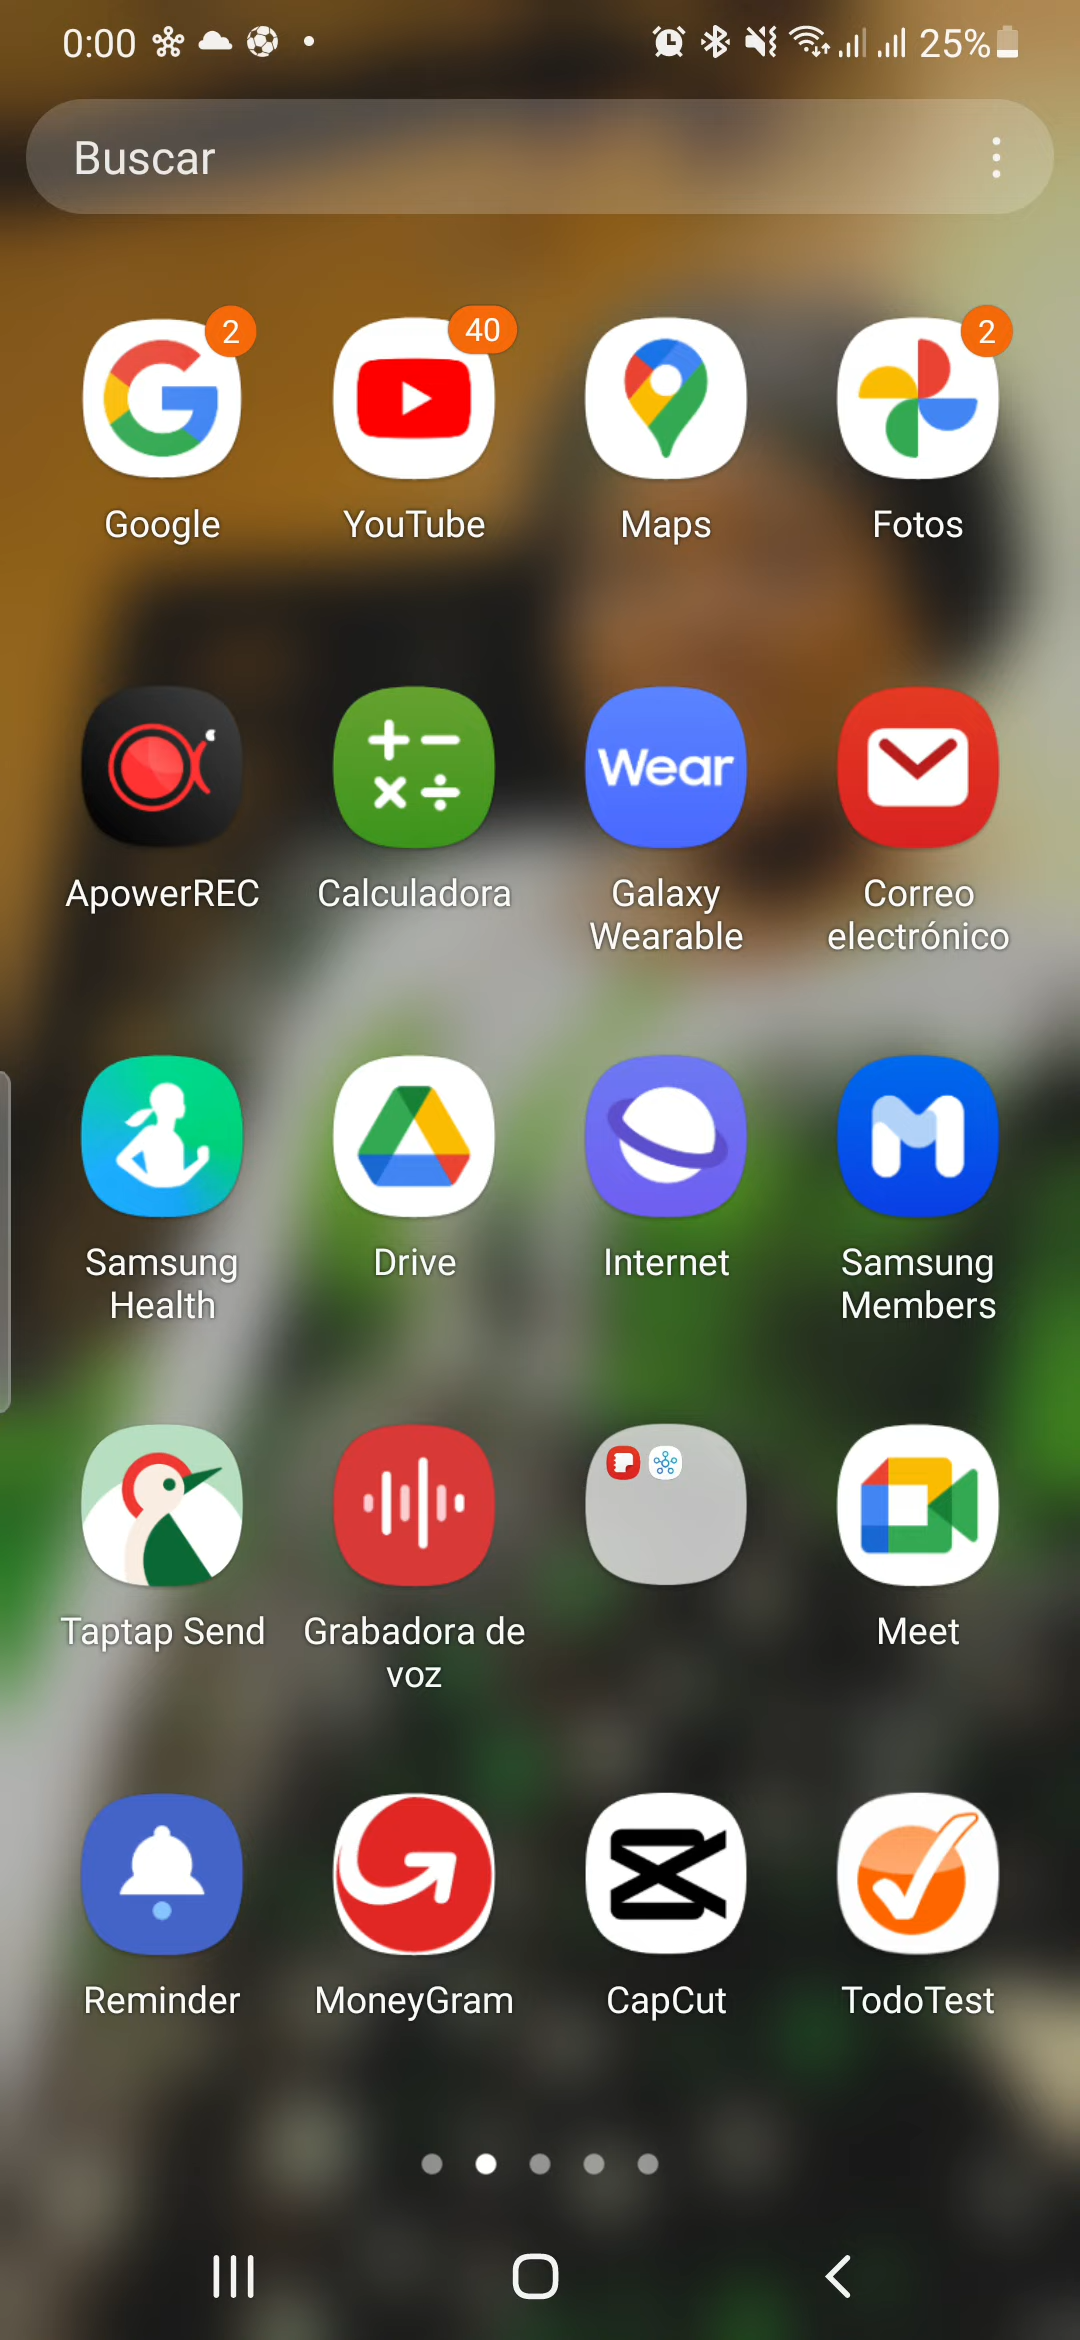 0:00 25%
Buscar
2 40 2
Google YouTube Maps Fotos
Wear
ApowerREC Calculadora Galaxy Wearable Correo electrónico
Samsung Health Drive Internet Samsung Members
Taptap Send Grabadora de voz Meet
Reminder MoneyGram CapCut TodoTest